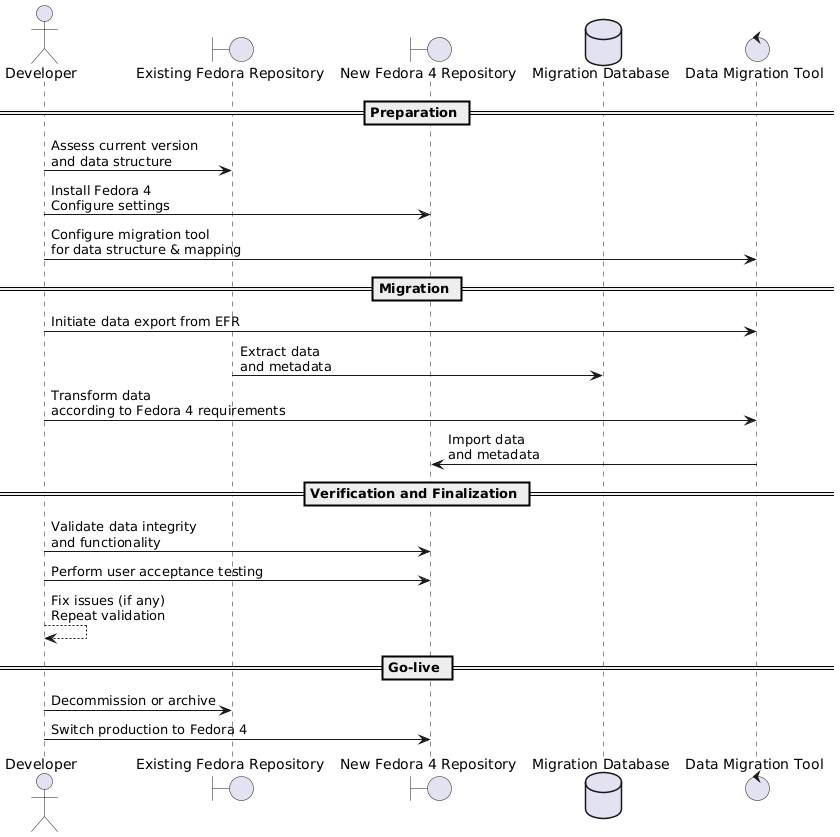 Developer
Existing Fedora Repository
New Fedora 4 Repository
Migration Database
Data Migration Tool
Preparation
Assess current version
and data structure
Install Fedora 4
Configure settings
Configure migration tool
for data structure & mapping
Migration
Initiate data export from EFR
Extract data
and metadata
Transform data
according to Fedora 4 requirements
Import data
and metadata
Verification and Finalization
Validate data integrity
and functionality
Perform user acceptance testing
Fix issues (if any)
Repeat validation
Go-live
Decommission or archive
Switch production to Fedora 4
Developer
Existing Fedora Repository
New Fedora 4 Repository
Migration Database
Data Migration Tool